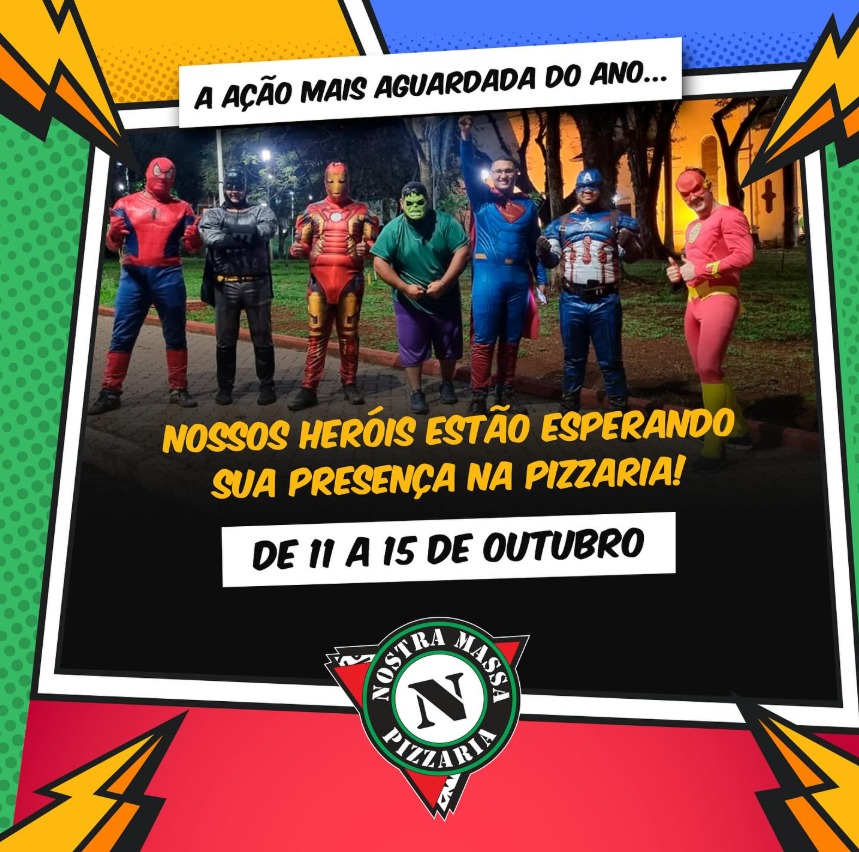 A AÇÃO MAIS AGUARDADA DO ANO...
NOSSOS HERÓIS ESTÃO ESPERANDO
SUA PRESENÇA NA PIZZARIA!
DE 11 A 15 DE OUTUBRO
NOSTRA MASSA
N
PIZZARIA